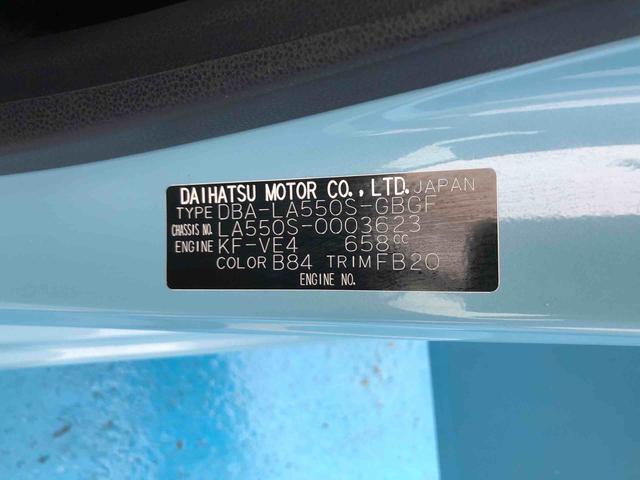 DAIHATSU MOTOR CO., LTD. JAPAN
TYPE DBA-LA550S-GBGF
CHASSIS NO. LA550S-0003623
ENGINE KF-VE4 658CC
COLOR B84 TRIM FB20
ENGINE NO.